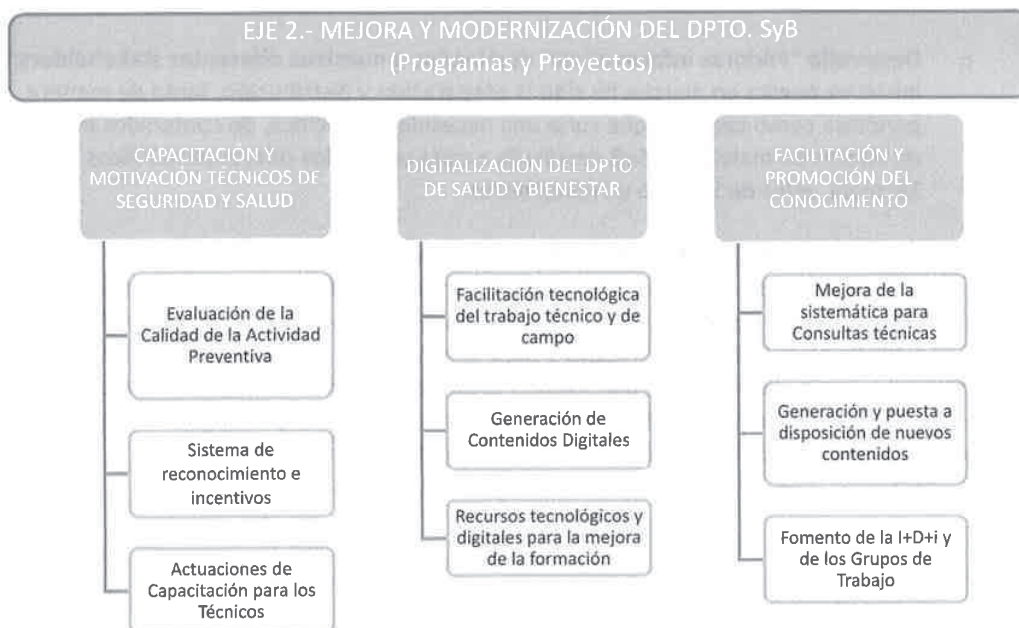 EJE 2.- MEJORA Y MODERNIZACIÓN DEL DPTO. SyB
(Programas y Proyectos)
CAPACITACIÓN Y
MOTIVACIÓN TÉCNICOS DE
SEGURIDAD Y SALUD
Evaluación de la
Calidad de la Actividad
Preventiva
Sistema de
reconocimiento e
incentivos
Actuaciones de
Capacitación para los
Técnicos
DIGITALIZACIÓN DEL DPTO.
DE SALUD Y BIENESTAR
Facilitación tecnológica
del trabajo técnico y de
campo
Generación de
Contenidos Digitales
Recursos tecnológicos y
digitales para la mejora
de la formación
FACILITACIÓN Y
PROMOCIÓN DEL
CONOCIMIENTO
Mejora de la
sistemática para
Consultas técnicas
Generación y puesta a
disposición de nuevos
contenidos
Fomento de la I+D+i y
de los Grupos de
Trabajo